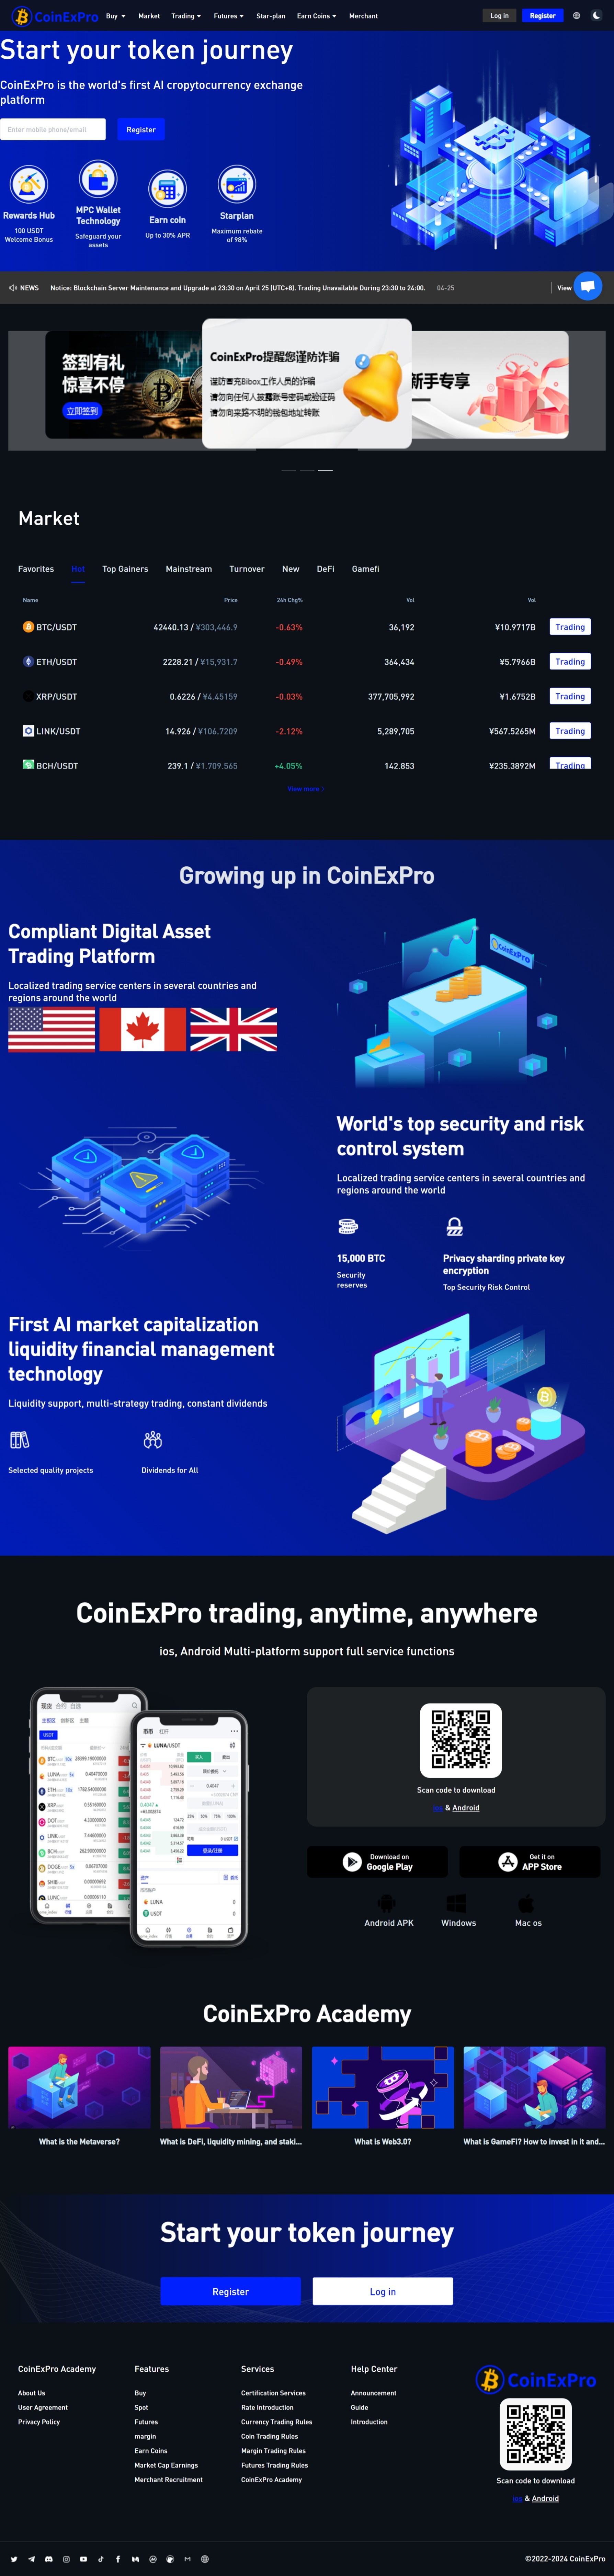 CoinExPro
Buy Market Trading Futures Star-plan Earn Coins Merchant Log in Register
Start your token journey
CoinExPro is the world's first AI cropytocurrency exchange
platform
Enter mobile phone/email Register
Rewards Hub
100 USDT
Welcome Bonus
MPC Wallet
Technology
Safeguard your
assets
Earn coin
Up to 30% APR
Starplan
Maximum rebate
of 98%
NEWS Notice: Blockchain Server Maintenance and Upgrade at 23:30 on April 25 (UTC+8). Trading Unavailable During 23:30 to 24:00. 04-25 View
签到有礼
惊喜不停
立即签到
CoinExPro提醒您谨防诈骗
谨防冒充Bibox工作人员的诈骗
请勿向任何人披露账号密码或验证码
请勿向来路不明的钱包地址转账
新手专享
Market
Favorites Hot Top Gainers Mainstream Turnover New DeFi Gamefi
Name Price 24h Chg% Vol Vol
BTC/USDT 42440.13 / ¥303,446.9 -0.63% 36,192 ¥10.9717B Trading
ETH/USDT 2228.21 / ¥15,931.7 -0.49% 364,434 ¥5.7966B Trading
XRP/USDT 0.6226 / ¥4.45159 -0.03% 377,705,992 ¥1.6752B Trading
LINK/USDT 14.926 / ¥106.7209 -2.12% 5,289,705 ¥567.5265M Trading
BCH/USDT 239.1 / ¥1,709.565 +4.05% 142,853 ¥235.3892M Trading
View more
Growing up in CoinExPro
Compliant Digital Asset
Trading Platform
Localized trading service centers in several countries and
regions around the world
CoinExPro
World's top security and risk
control system
Localized trading service centers in several countries and
regions around the world
15,000 BTC
Security
reserves
Privacy sharding private key
encryption
Top Security Risk Control
First AI market capitalization
liquidity financial management
technology
Liquidity support, multi-strategy trading, constant dividends
Selected quality projects
Dividends for All
CoinExPro trading, anytime, anywhere
ios, Android Multi-platform support full service functions
USDT
LUNA/USDT
LUNA 0
USDT 0
Scan code to download
ios & Android
Download on
Google Play
Get it on
APP Store
Android APK Windows Mac os
CoinExPro Academy
What is the Metaverse?
What is DeFi, liquidity mining, and staki...
What is Web3.0?
What is GameFi? How to invest in it and...
Start your token journey
Register Log in
CoinExPro Academy
About Us
User Agreement
Privacy Policy
Features
Buy
Spot
Futures
margin
Earn Coins
Market Cap Earnings
Merchant Recruitment
Services
Certification Services
Rate Introduction
Currency Trading Rules
Coin Trading Rules
Margin Trading Rules
Futures Trading Rules
CoinExPro Academy
Help Center
Announcement
Guide
Introduction
CoinExPro
Scan code to download
ios & Android
©2022-2024 CoinExPro